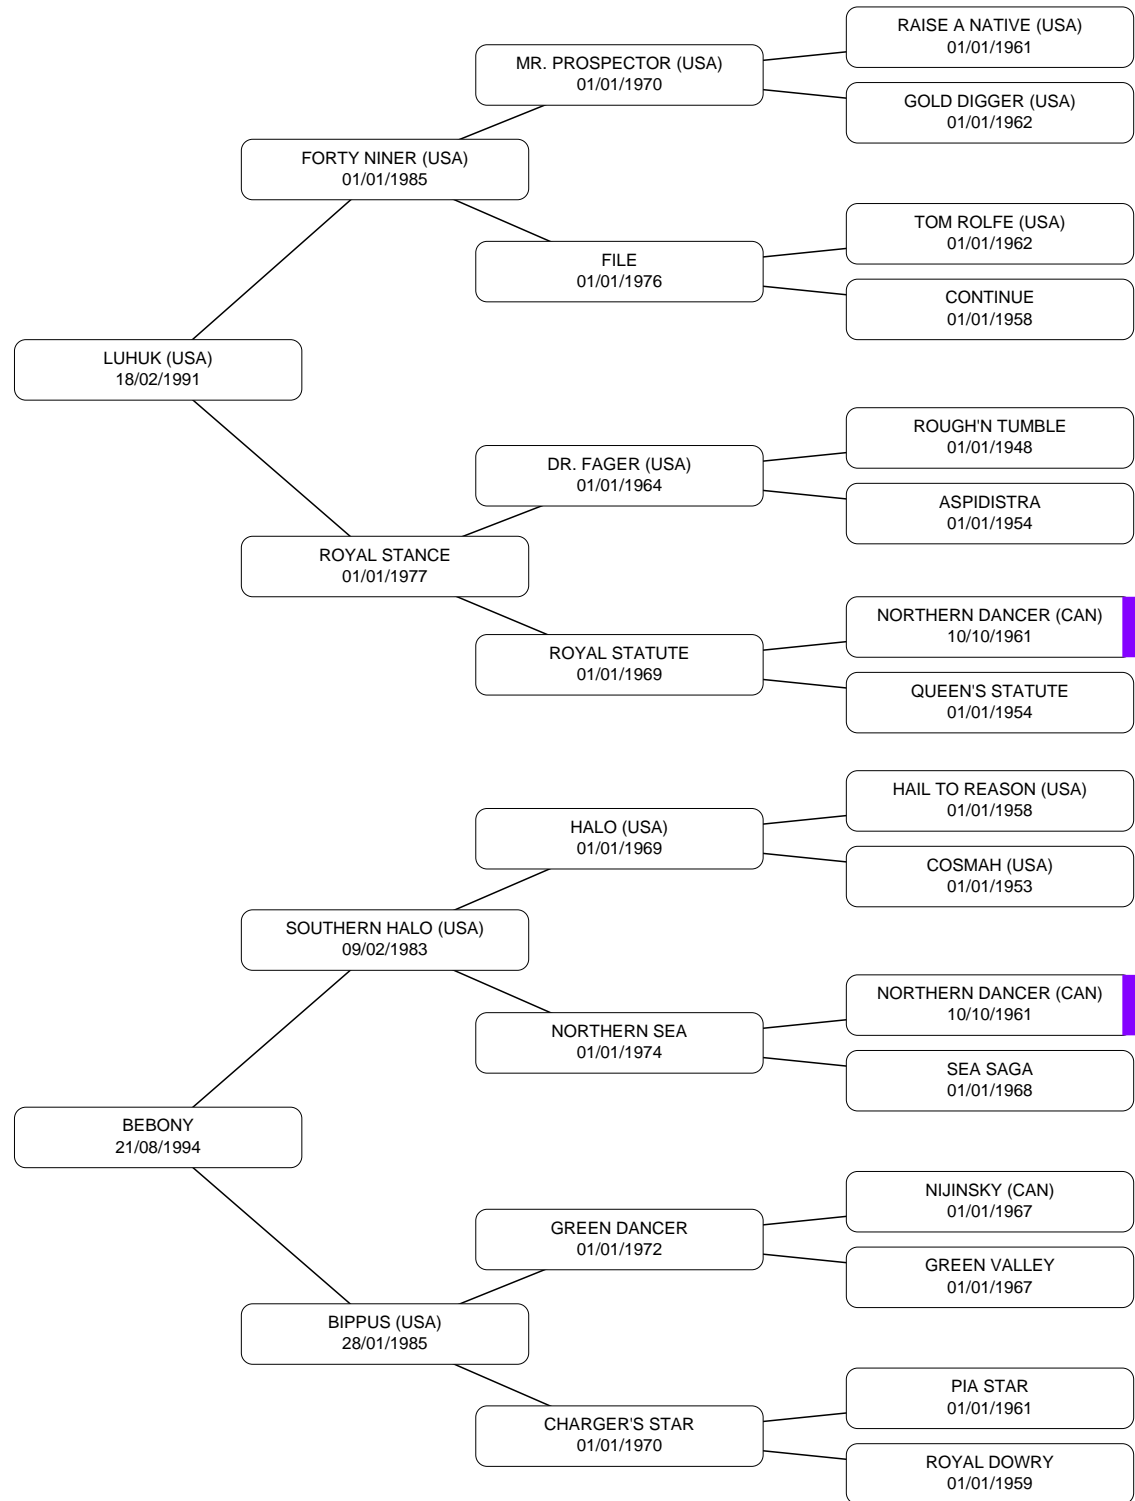 RAISE A NATIVE (USA)
01/01/1961
MR. PROSPECTOR (USA)
01/01/1970
GOLD DIGGER (USA)
01/01/1962
FORTY NINER (USA)
01/01/1985
TOM ROLFE (USA)
01/01/1962
FILE
01/01/1976
CONTINUE
01/01/1958
LUHUK (USA)
18/02/1991
ROUGH'N TUMBLE
01/01/1948
DR. FAGER (USA)
01/01/1964
ASPIDISTRA
01/01/1954
ROYAL STANCE
01/01/1977
NORTHERN DANCER (CAN)
10/10/1961
ROYAL STATUTE
01/01/1969
QUEEN'S STATUTE
01/01/1954
HAIL TO REASON (USA)
01/01/1958
HALO (USA)
01/01/1969
COSMAH (USA)
01/01/1953
SOUTHERN HALO (USA)
09/02/1983
NORTHERN DANCER (CAN)
10/10/1961
NORTHERN SEA
01/01/1974
SEA SAGA
01/01/1968
BEBONY
21/08/1994
NIJINSKY (CAN)
01/01/1967
GREEN DANCER
01/01/1972
GREEN VALLEY
01/01/1967
BIPPUS (USA)
28/01/1985
PIA STAR
01/01/1961
CHARGER'S STAR
01/01/1970
ROYAL DOWRY
01/01/1959